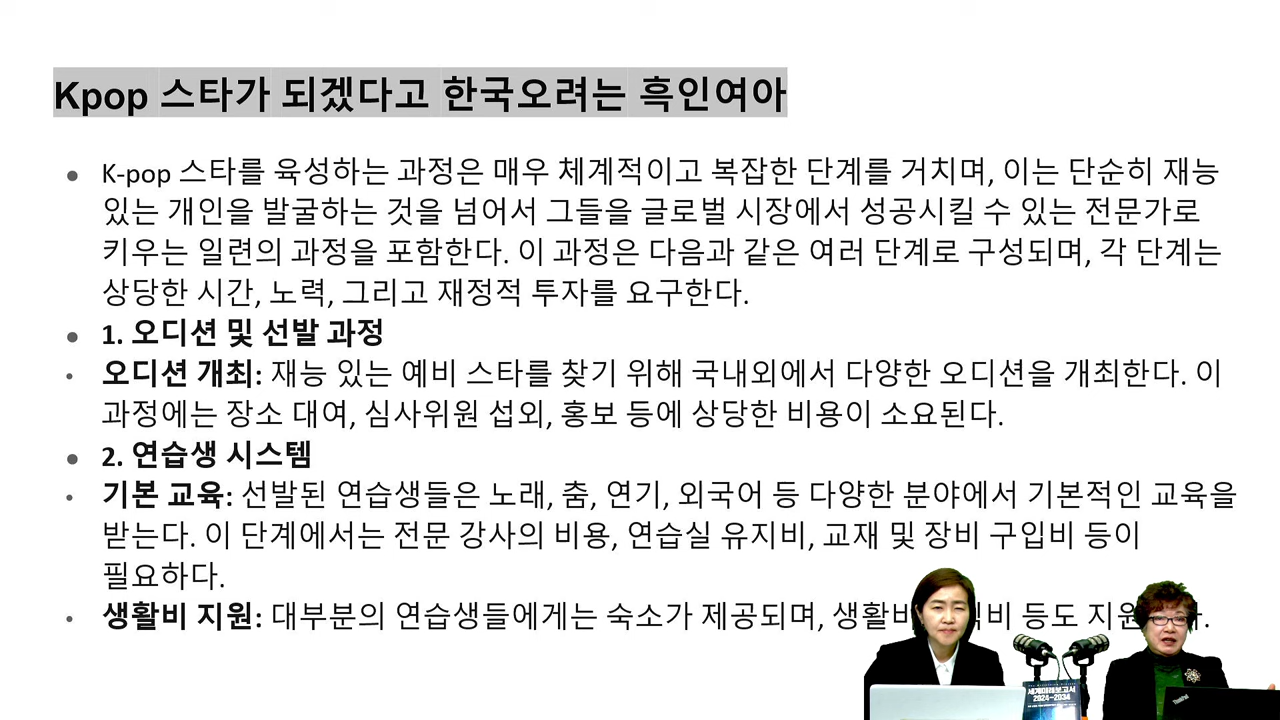 Kpop 스타가 되겠다고 한국오려는 흑인여아
● K-pop 스타를 육성하는 과정은 매우 체계적이고 복잡한 단계를 거치며, 이는 단순히 재능
있는 개인을 발굴하는 것을 넘어서 그들을 글로벌 시장에서 성공시킬 수 있는 전문가로
키우는 일련의 과정을 포함한다. 이 과정은 다음과 같은 여러 단계로 구성되며, 각 단계는
상당한 시간, 노력, 그리고 재정적 투자를 요구한다.
● 1. 오디션 및 선발 과정
• 오디션 개최: 재능 있는 예비 스타를 찾기 위해 국내외에서 다양한 오디션을 개최한다. 이
과정에는 장소 대여, 심사위원 섭외, 홍보 등에 상당한 비용이 소요된다.
● 2. 연습생 시스템
• 기본 교육: 선발된 연습생들은 노래, 춤, 연기, 외국어 등 다양한 분야에서 기본적인 교육을
받는다. 이 단계에서는 전문 강사의 비용, 연습실 유지비, 교재 및 장비 구입비 등이
필요하다.
• 생활비 지원: 대부분의 연습생들에게는 숙소가 제공되며, 생활비 등도
세계미래보고서
2024-2034
ThinkPad